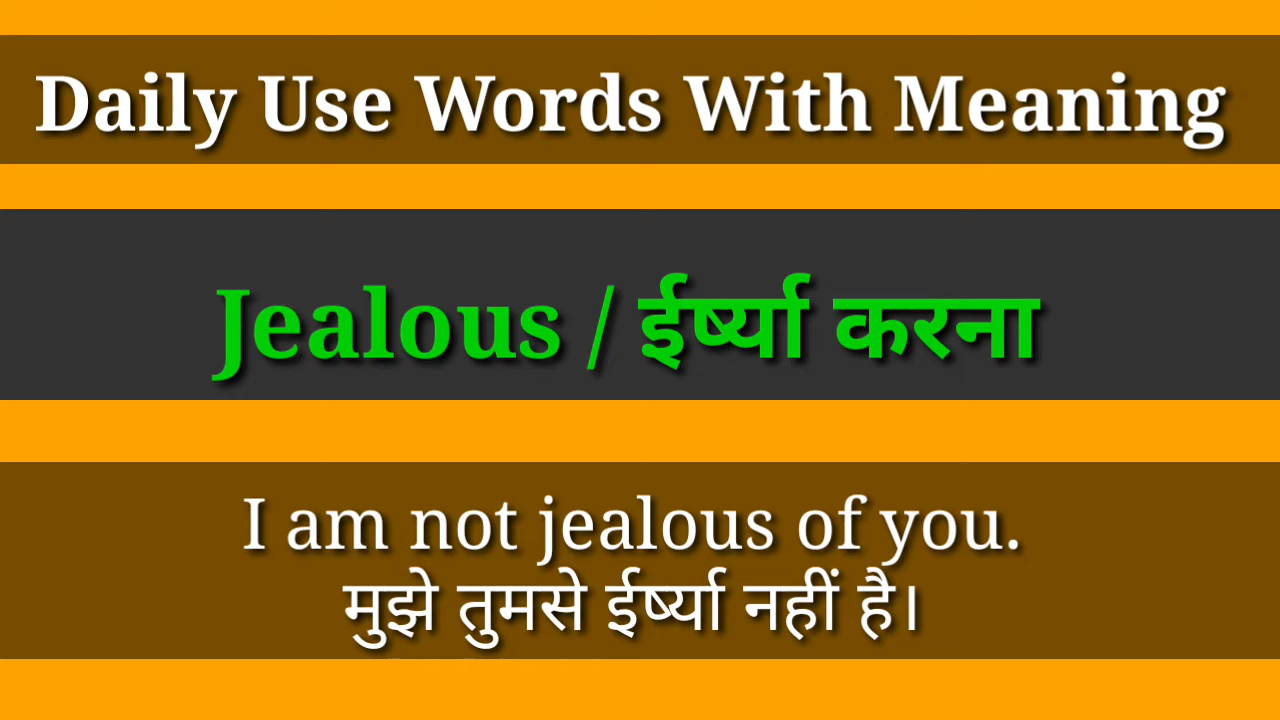 Daily Use Words With Meaning
Jealous / ईर्ष्या करना
I am not jealous of you.
मुझे तुमसे ईर्ष्या नहीं है।